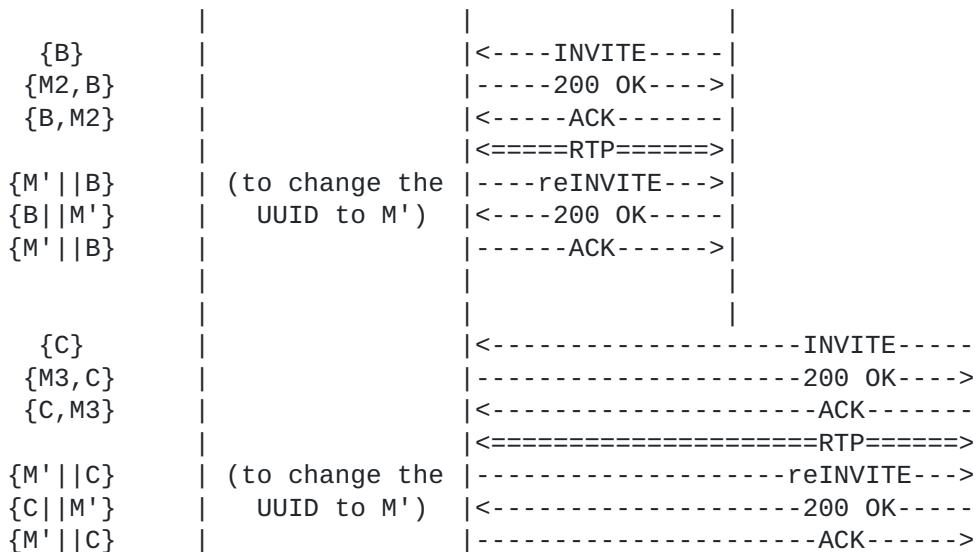 |                |                |
  {B}       |                |<----INVITE-----|
 {M2,B}     |                |-----200 OK---->|
 {B,M2}     |                |<-----ACK-------|
            |                |<=====RTP======>|
{M'||B}     | (to change the |----reINVITE--->|
{B||M'}     |   UUID to M')  |<----200 OK-----|
{M'||B}     |                |------ACK------>|
            |                |                |
            |                |                |
  {C}       |                |<--------------------INVITE-----
 {M3,C}     |                |---------------------200 OK---->
 {C,M3}     |                |<----------------------ACK-------
            |                |<======================RTP======>
{M'||C}     | (to change the |--------------------reINVITE--->
{C||M'}     |   UUID to M')  |<--------------------200 OK-----
{M'||C}     |                |----------------------ACK------>